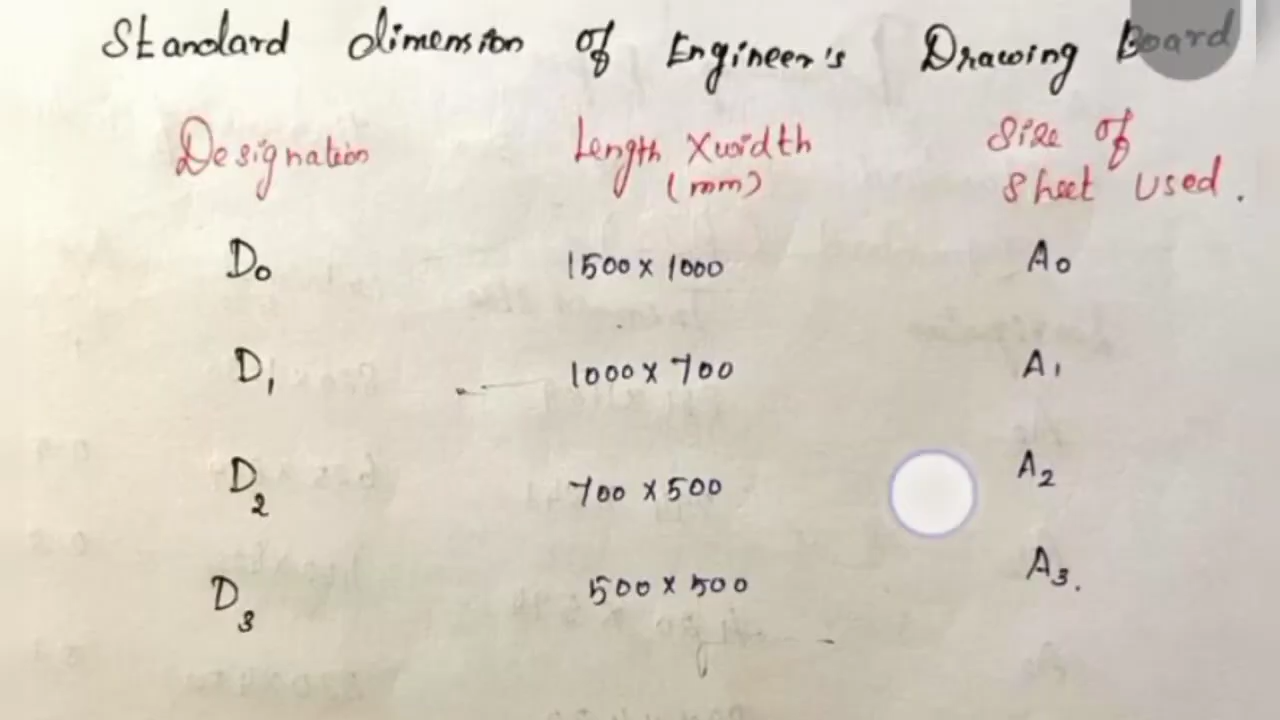 Standard dimension of Engineer's Drawing Board
Designation Length X width (mm) Size of Sheet used.
D0 1500 x 1000 A0
D1 1000 x 700 A1
D2 700 x 500 A2
D3 500 x 500 A3.